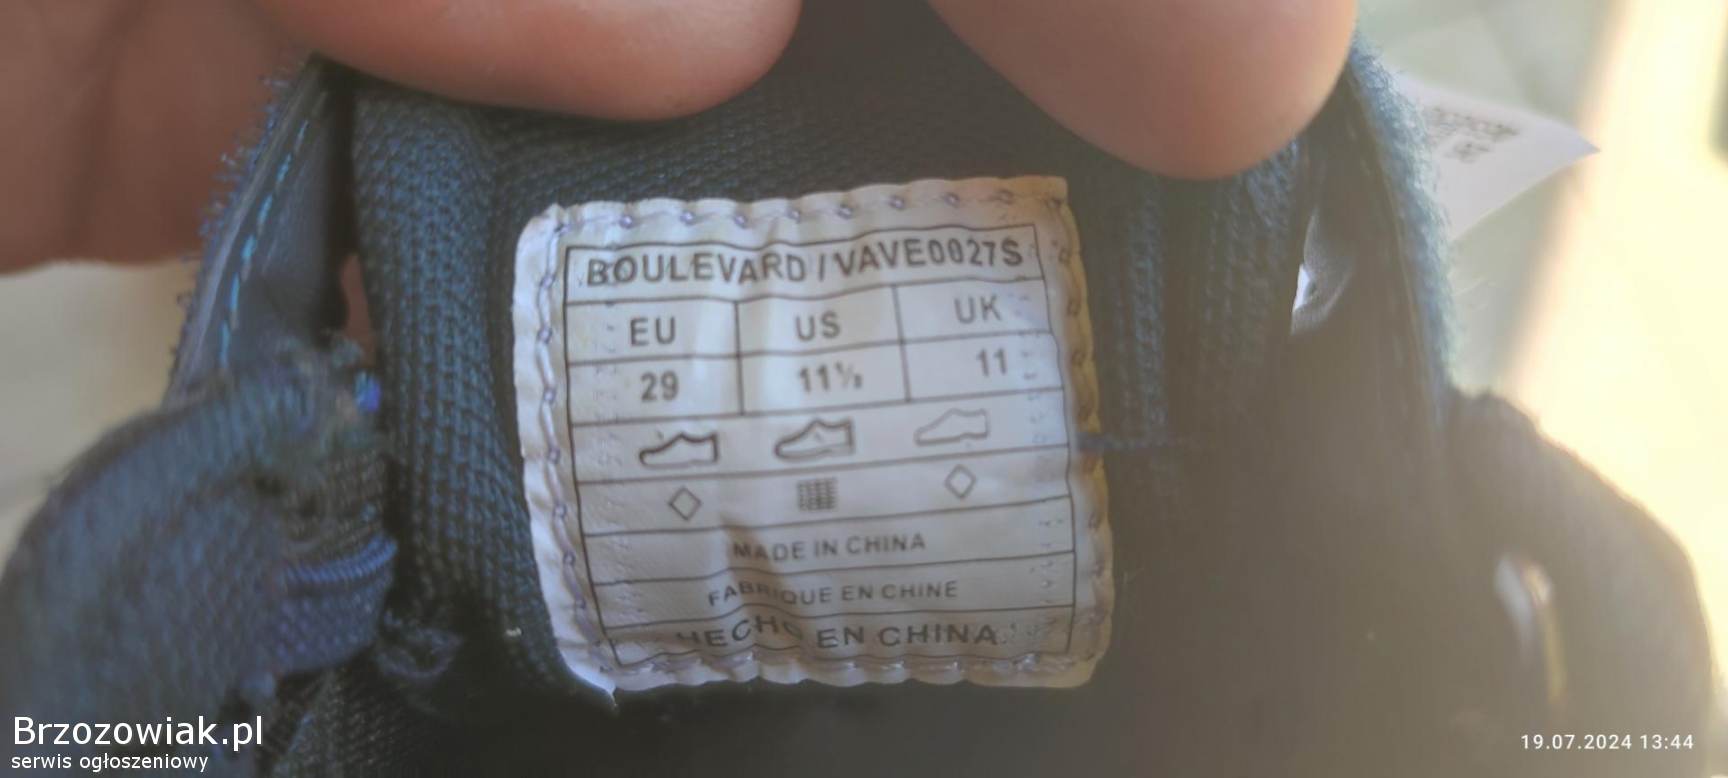 BOULEVARD / VAVE0027S
EU US UK
29 11½ 11
MADE IN CHINA
FABRIQUE EN CHINE
HECHO EN CHINA
Brzozowiak.pl
serwis ogłoszeniowy
19.07.2024 13:44